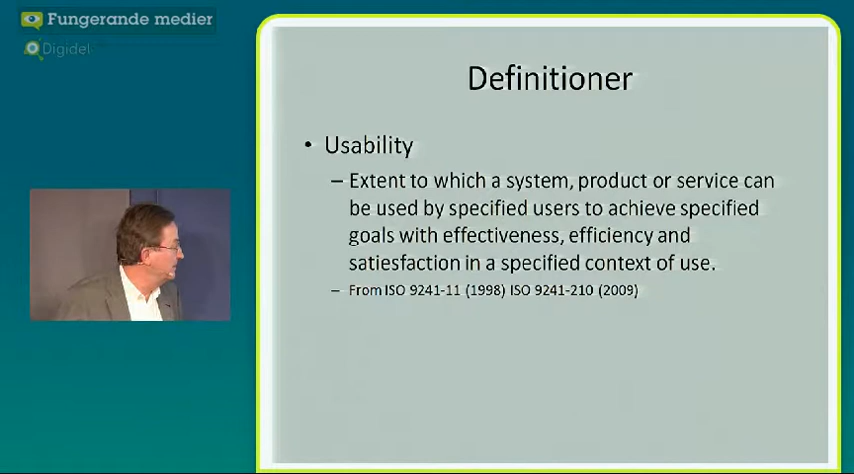 Fungerande medier
Digidel
Definitioner
• Usability
– Extent to which a system, product or service can
be used by specified users to achieve specified
goals with effectiveness, efficiency and
satiesfaction in a specified context of use.
– From ISO 9241-11 (1998) ISO 9241-210 (2009)